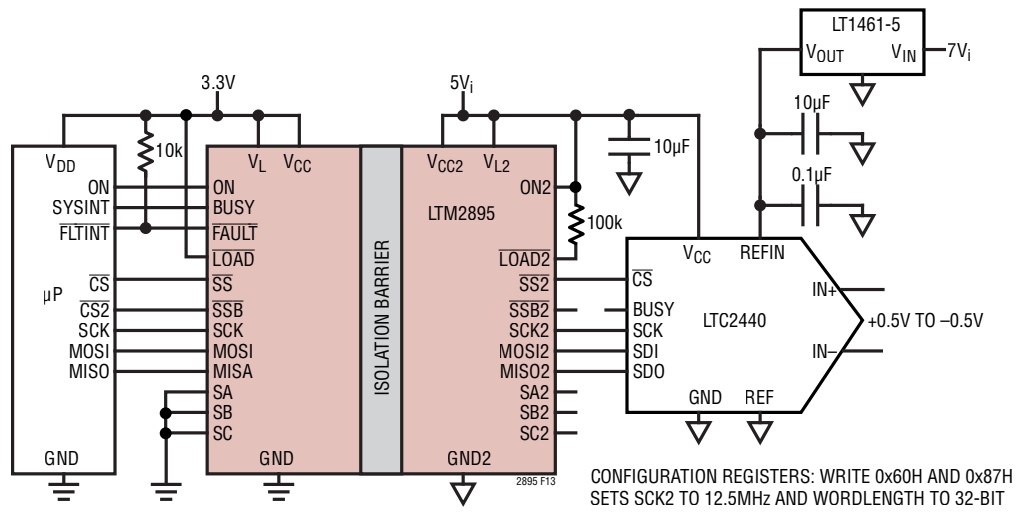 LT1461-5
VOUT VIN 7Vi
3.3V
5Vi
10µF
0.1µF
10k
10µF
100k
VDD
ON
SYSINT
FLTINT
CS
µP
CS2
SCK
MOSI
MISO
GND
VL VCC
ON
BUSY
FAULT
LOAD
SS
SSB
SCK
MOSI
MISA
SA
SB
SC
GND
ISOLATION BARRIER
VCC2 VL2
ON2
LTM2895
LOAD2
SS2
SSB2
SCK2
MOSI2
MISO2
SA2
SB2
SC2
GND2
2895 F13
VCC REFIN
CS
BUSY
SCK
SDI
SDO
LTC2440
IN+
+0.5V TO –0.5V
IN–
GND REF
CONFIGURATION REGISTERS: WRITE 0x60H AND 0x87H
SETS SCK2 TO 12.5MHz AND WORDLENGTH TO 32-BIT